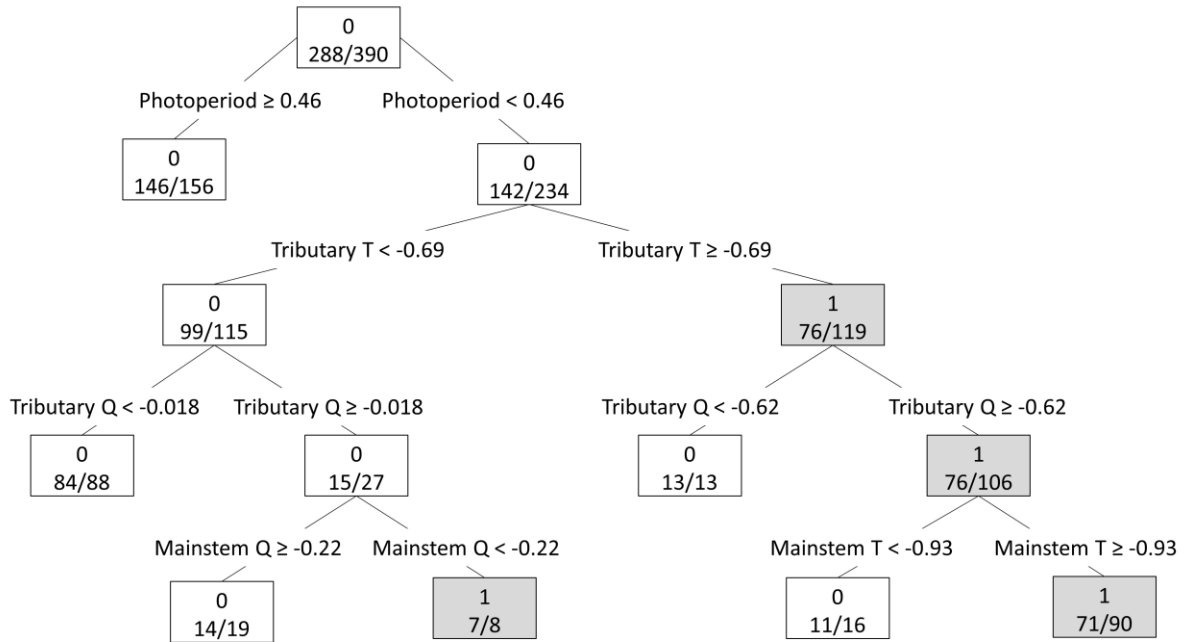 0
288/390
Photoperiod ≥ 0.46
Photoperiod < 0.46
0
146/156
0
142/234
Tributary T < -0.69
Tributary T ≥ -0.69
0
99/115
1
76/119
Tributary Q < -0.018
Tributary Q ≥ -0.018
Tributary Q < -0.62
Tributary Q ≥ -0.62
0
84/88
0
15/27
0
13/13
1
76/106
Mainstem Q ≥ -0.22
Mainstem Q < -0.22
Mainstem T < -0.93
Mainstem T ≥ -0.93
0
14/19
1
7/8
0
11/16
1
71/90